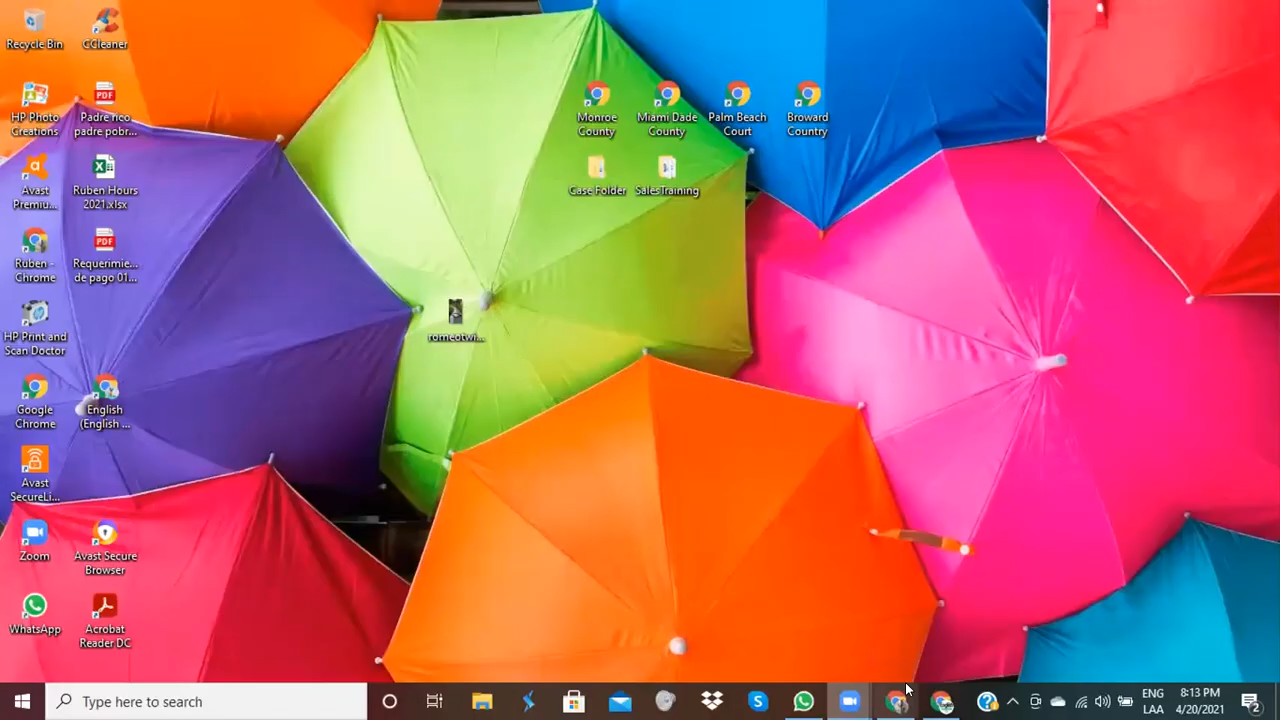 Recycle Bin
CCleaner
HP Photo
Creations
Padre rico
padre pobr...
Monroe
County
Miami Dade
County
Palm Beach
Court
Broward
Country
Avast
Premiu...
Ruben Hours
2021.xlsx
Case Folder
SalesTraining
Ruben -
Chrome
Requerimie...
de pago 01...
HP Print and
Scan Doctor
romeotwi...
Google
Chrome
English
(English ...
Avast
SecureLi...
Zoom
Avast Secure
Browser
WhatsApp
Acrobat
Reader DC
Type here to search
ENG
LAA
8:13 PM
4/20/2021
2